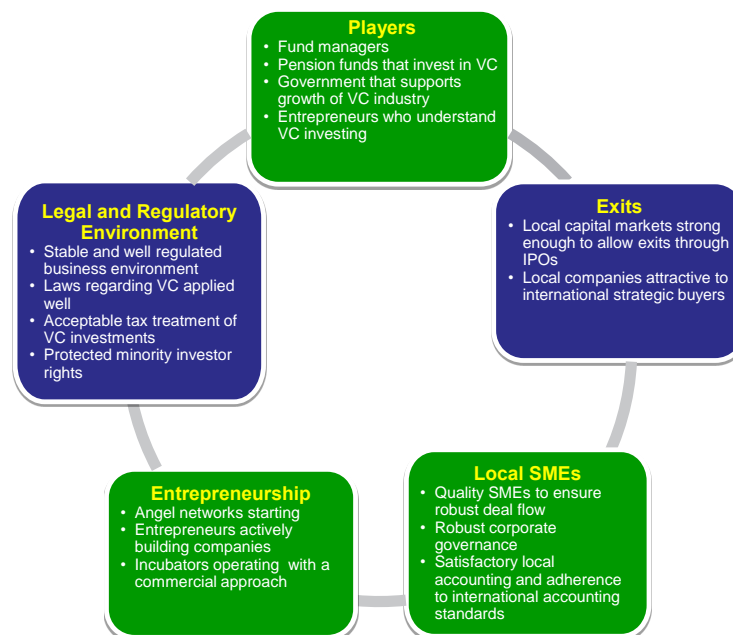 Players
• Fund managers
• Pension funds that invest in VC
• Government that supports
growth of VC industry
• Entrepreneurs who understand
VC investing
Legal and Regulatory
Environment
• Stable and well regulated
business environment
• Laws regarding VC applied
well
• Acceptable tax treatment of
VC investments
• Protected minority investor
rights
Exits
• Local capital markets strong
enough to allow exits through
IPOs
• Local companies attractive to
international strategic buyers
Entrepreneurship
• Angel networks starting
• Entrepreneurs actively
building companies
• Incubators operating with a
commercial approach
Local SMEs
• Quality SMEs to ensure
robust deal flow
• Robust corporate
governance
• Satisfactory local
accounting and adherence
to international accounting
standards